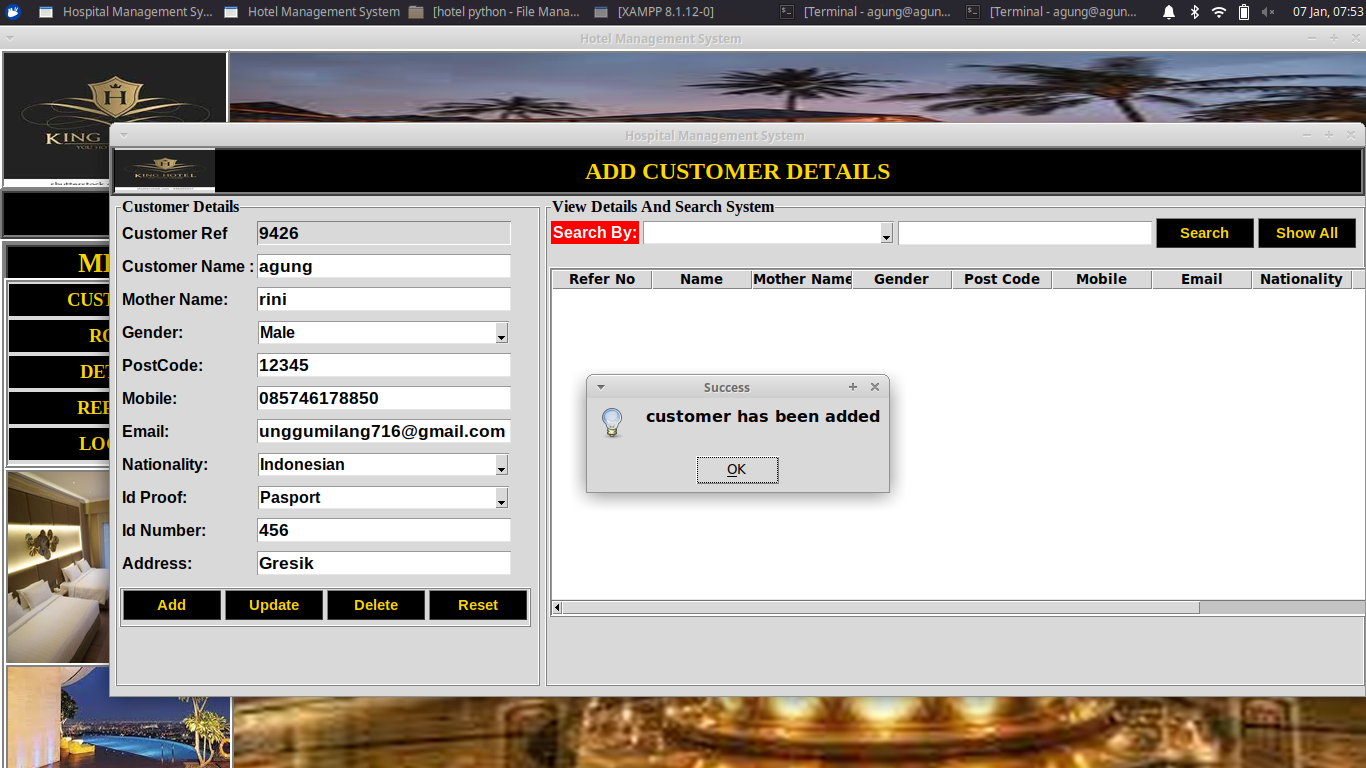 Hospital Management Sy...
Hotel Management System
[hotel python - File Mana...
[XAMPP 8.1.12-0]
[Terminal - agung@agun...
[Terminal - agung@agun...
07 Jan, 07:53
Hotel Management System
H
KING
Hospital Management System
KING HOTEL
ADD CUSTOMER DETAILS
Customer Details
Customer Ref 9426
Customer Name : agung
Mother Name: rini
Gender: Male
PostCode: 12345
Mobile: 085746178850
Email: unggumilang716@gmail.com
Nationality: Indonesian
Id Proof: Pasport
Id Number: 456
Address: Gresik
Add Update Delete Reset
View Details And Search System
Search By: Search Show All
Refer No Name Mother Name Gender Post Code Mobile Email Nationality
Success
customer has been added
OK
CUST
RO
DET
REP
LOG